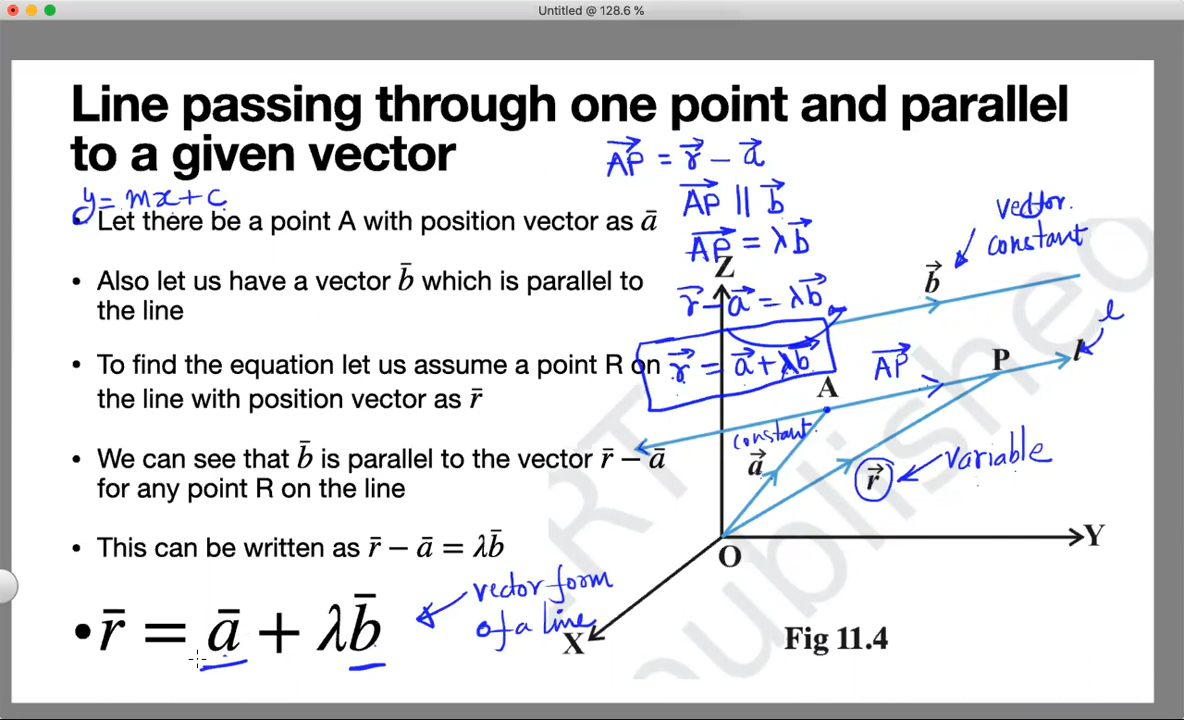 Untitled @ 128.6 %
Line passing through one point and parallel
to a given vector
y = mx + c
• Let there be a point A with position vector as a̅
• Also let us have a vector b̅ which is parallel to
the line
• To find the equation let us assume a point R on
the line with position vector as r̅
• We can see that b̅ is parallel to the vector r̅ − a̅
for any point R on the line
• This can be written as r̅ − a̅ = λb̅
• r̅ = a̅ + λb̅
vector form
of a line
AP⃗ = r⃗ − a⃗
AP⃗ || b⃗
AP⃗ = λb⃗
r⃗ − a⃗ = λb⃗
r⃗ = a⃗ + λb⃗
vector
constant
Z
b⃗
l
l
P
AP⃗
A
constant
a⃗
r⃗
variable
O
Y
X
Fig 11.4
publishe